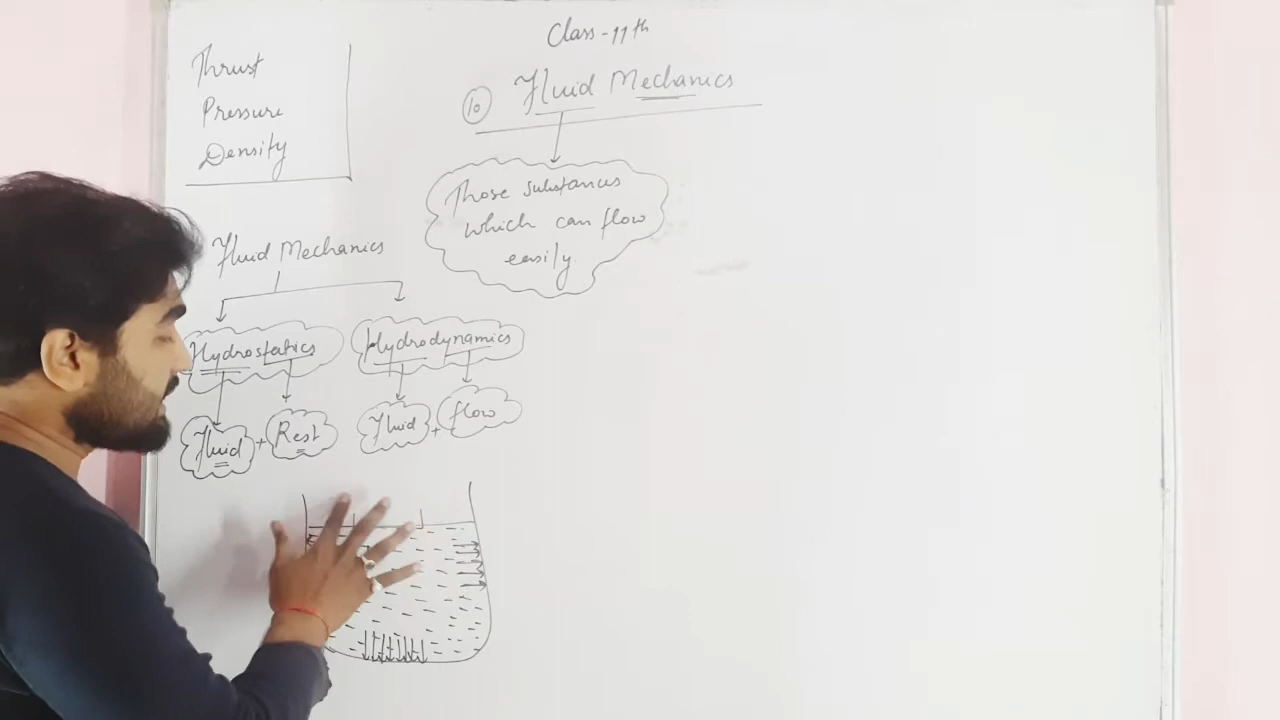 Class-11th
10 Fluid Mechanics
Thrust
Pressure
Density
Those substances
which can flow
easily.
Fluid Mechanics
Hydrostatics
Hydrodynamics
Fluid + Rest
Fluid + flow